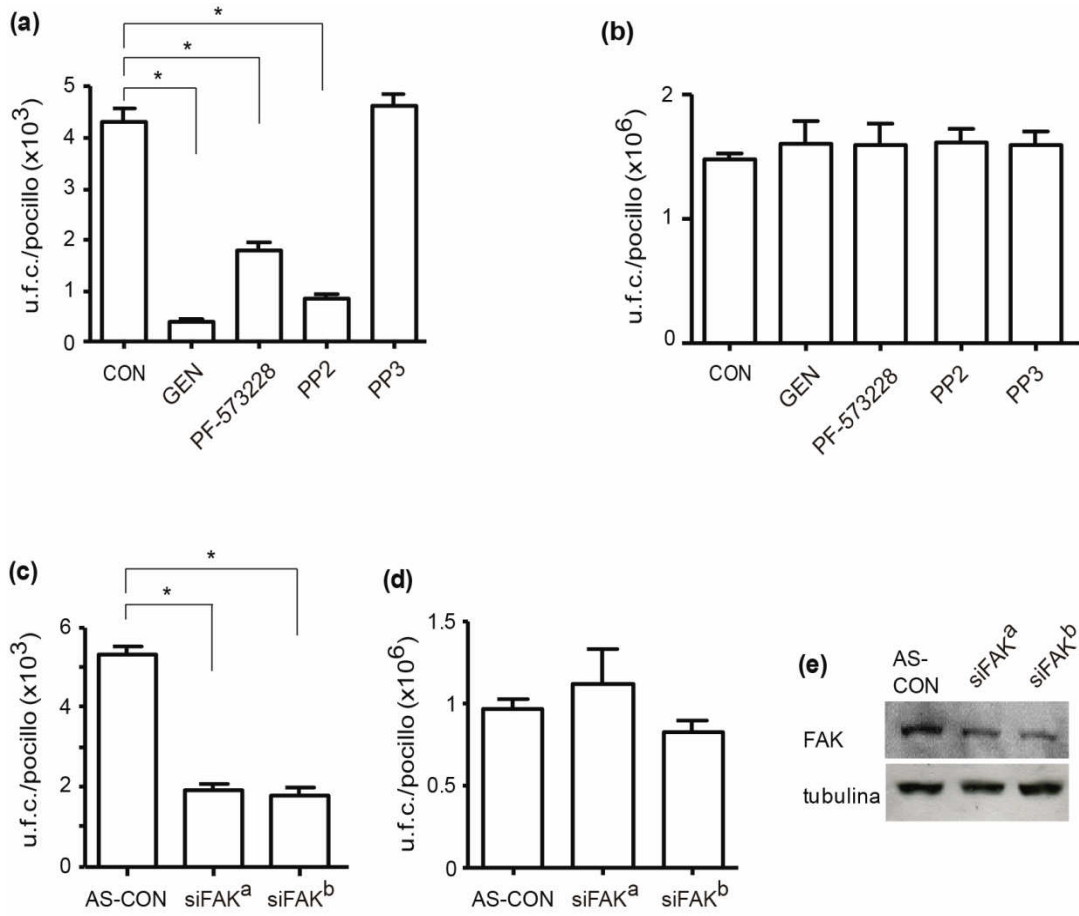 (a)
*
*
*
u.f.c./pocillo (x10³)
5
4
3
2
1
0
CON
GEN
PF-573228
PP2
PP3
(b)
u.f.c./pocillo (x10⁶)
2
1
0
CON
GEN
PF-573228
PP2
PP3
(c)
*
*
u.f.c./pocillo (x10³)
6
4
2
0
AS-CON
siFAKᵃ
siFAKᵇ
(d)
u.f.c./pocillo (x10⁶)
1.5
1
0.5
0
AS-CON
siFAKᵃ
siFAKᵇ
(e)
AS-
CON
siFAKᵃ
siFAKᵇ
FAK
tubulina